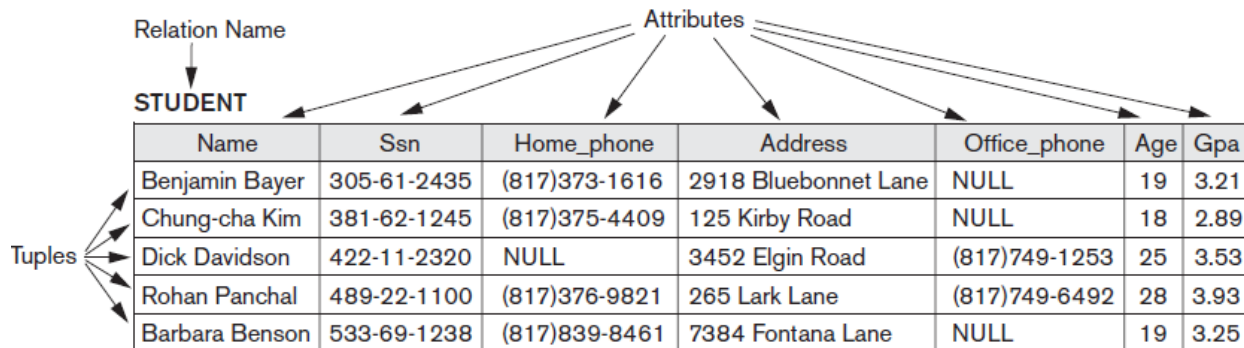 Attributes
Relation Name
STUDENT
Name Ssn Home_phone Address Office_phone Age Gpa
Benjamin Bayer 305-61-2435 (817)373-1616 2918 Bluebonnet Lane NULL 19 3.21
Chung-cha Kim 381-62-1245 (817)375-4409 125 Kirby Road NULL 18 2.89
Tuples Dick Davidson 422-11-2320 NULL 3452 Elgin Road (817)749-1253 25 3.53
Rohan Panchal 489-22-1100 (817)376-9821 265 Lark Lane (817)749-6492 28 3.93
Barbara Benson 533-69-1238 (817)839-8461 7384 Fontana Lane NULL 19 3.25